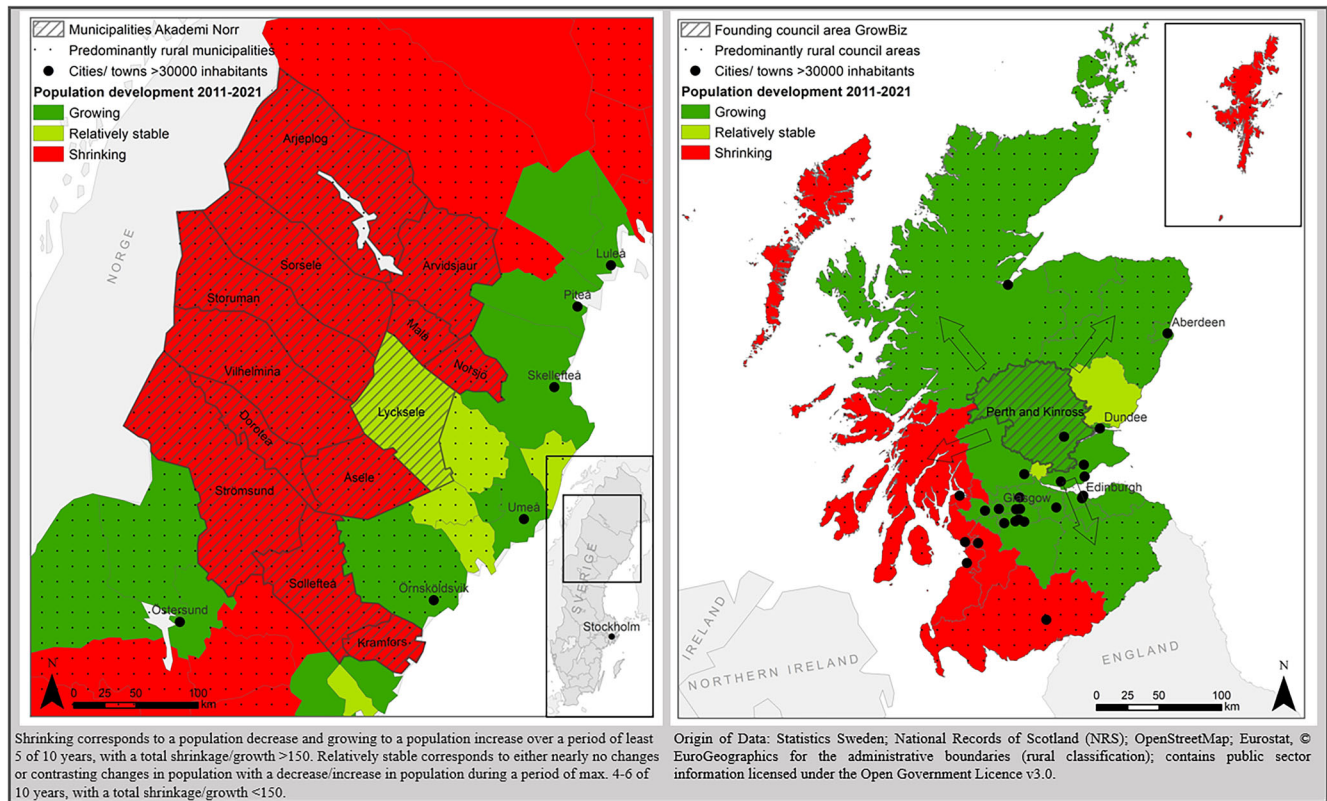 Municipalities Akademi Norr
Predominantly rural municipalities
Cities/ towns >30000 inhabitants
Population development 2011-2021
Growing
Relatively stable
Shrinking
NORGE
Arjeplog
Sorsele
Arvidsjaur
Luleå
Storuman
Piteå
Malå
Norsjö
Vilhelmina
Skellefteå
Lycksele
Dorotea
Åsele
Strömsund
Umeå
Sollefteå
Örnsköldsvik
Östersund
Kramfors
SVERIGE
Stockholm
N
0 20 40 60 80 100
km
Shrinking corresponds to a population decrease and growing to a population increase over a period of least
5 of 10 years, with a total shrinkage/growth >150. Relatively stable corresponds to either nearly no changes
or contrasting changes in population with a decrease/increase in population during a period of max. 4-6 of
10 years, with a total shrinkage/growth <150.
Founding council area GrowBiz
Predominantly rural council areas
Cities/ towns >30000 inhabitants
Population development 2011-2021
Growing
Relatively stable
Shrinking
Aberdeen
Perth and Kinross
Dundee
Edinburgh
Glasgow
IRELAND
NORTHERN IRELAND
ENGLAND
N
0 20 40 60 80 100
km
Origin of Data: Statistics Sweden; National Records of Scotland (NRS); OpenStreetMap; Eurostat, ©
EuroGeographics for the administrative boundaries (rural classification); contains public sector
information licensed under the Open Government Licence v3.0.